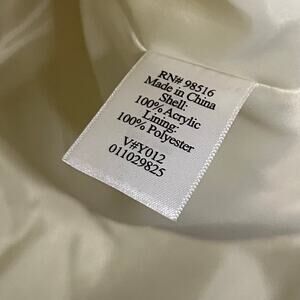 RN# 98516
Made in China
Shell:
100% Acrylic
Lining:
100% Polyester
V#Y012
011029825